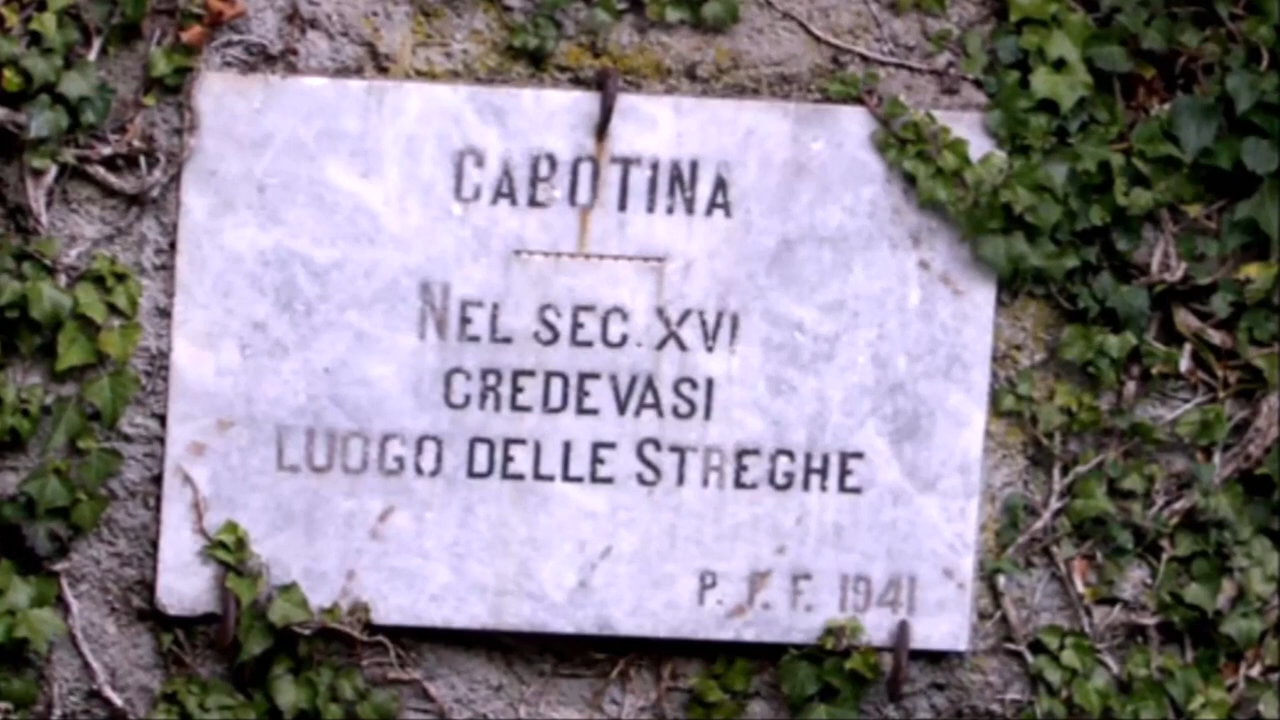 CABOTINA
NEL SEC. XVI
CREDEVASI
LUOGO DELLE STREGHE
P. F. F. 1941